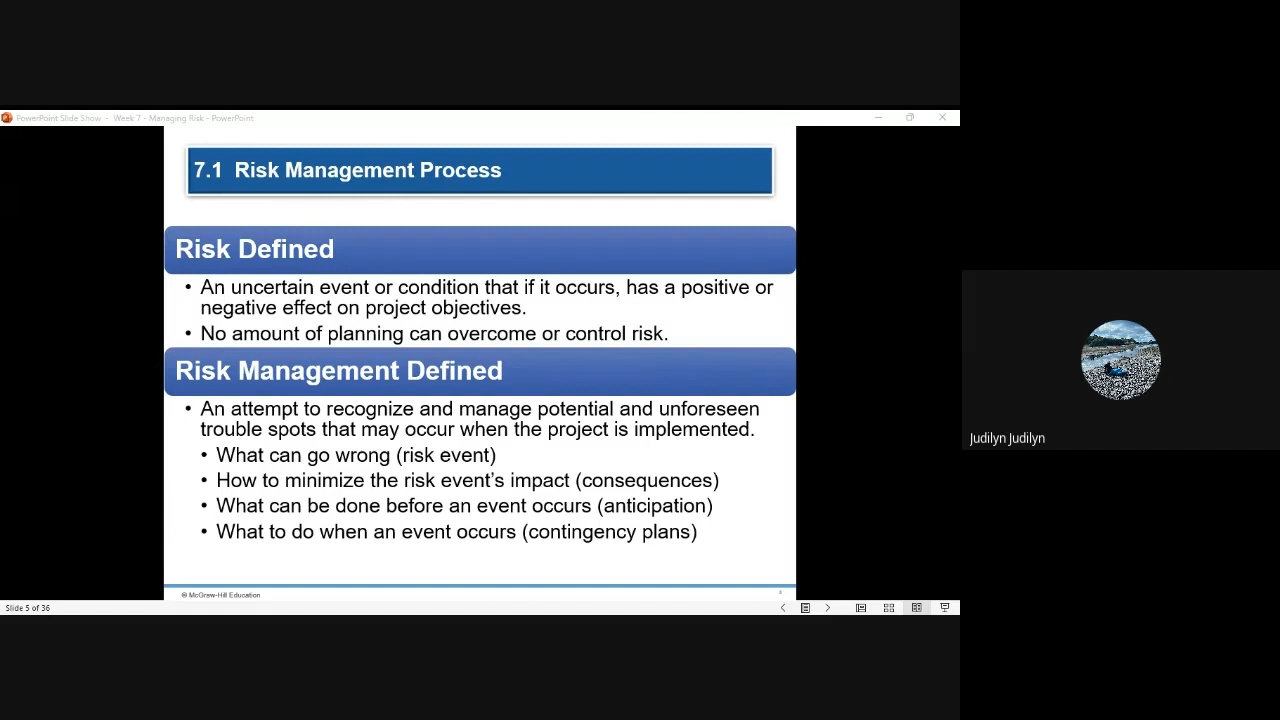 PowerPoint Slide Show - Week 7 - Managing Risk - PowerPoint
7.1 Risk Management Process
Risk Defined
• An uncertain event or condition that if it occurs, has a positive or
negative effect on project objectives.
• No amount of planning can overcome or control risk.
Risk Management Defined
• An attempt to recognize and manage potential and unforeseen
trouble spots that may occur when the project is implemented.
• What can go wrong (risk event)
• How to minimize the risk event’s impact (consequences)
• What can be done before an event occurs (anticipation)
• What to do when an event occurs (contingency plans)
© McGraw-Hill Education
Slide 5 of 36
Judilyn Judilyn